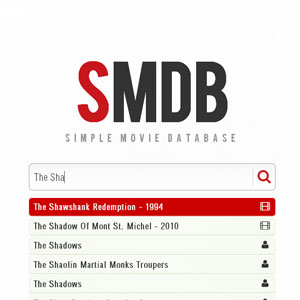 SMDB
SIMPLE MOVIE DATABASE
The Sha
The Shawshank Redemption - 1994
The Shadow Of Mont St. Michel - 2010
The Shadows
The Shaolin Martial Monks Troupers
The Shadows